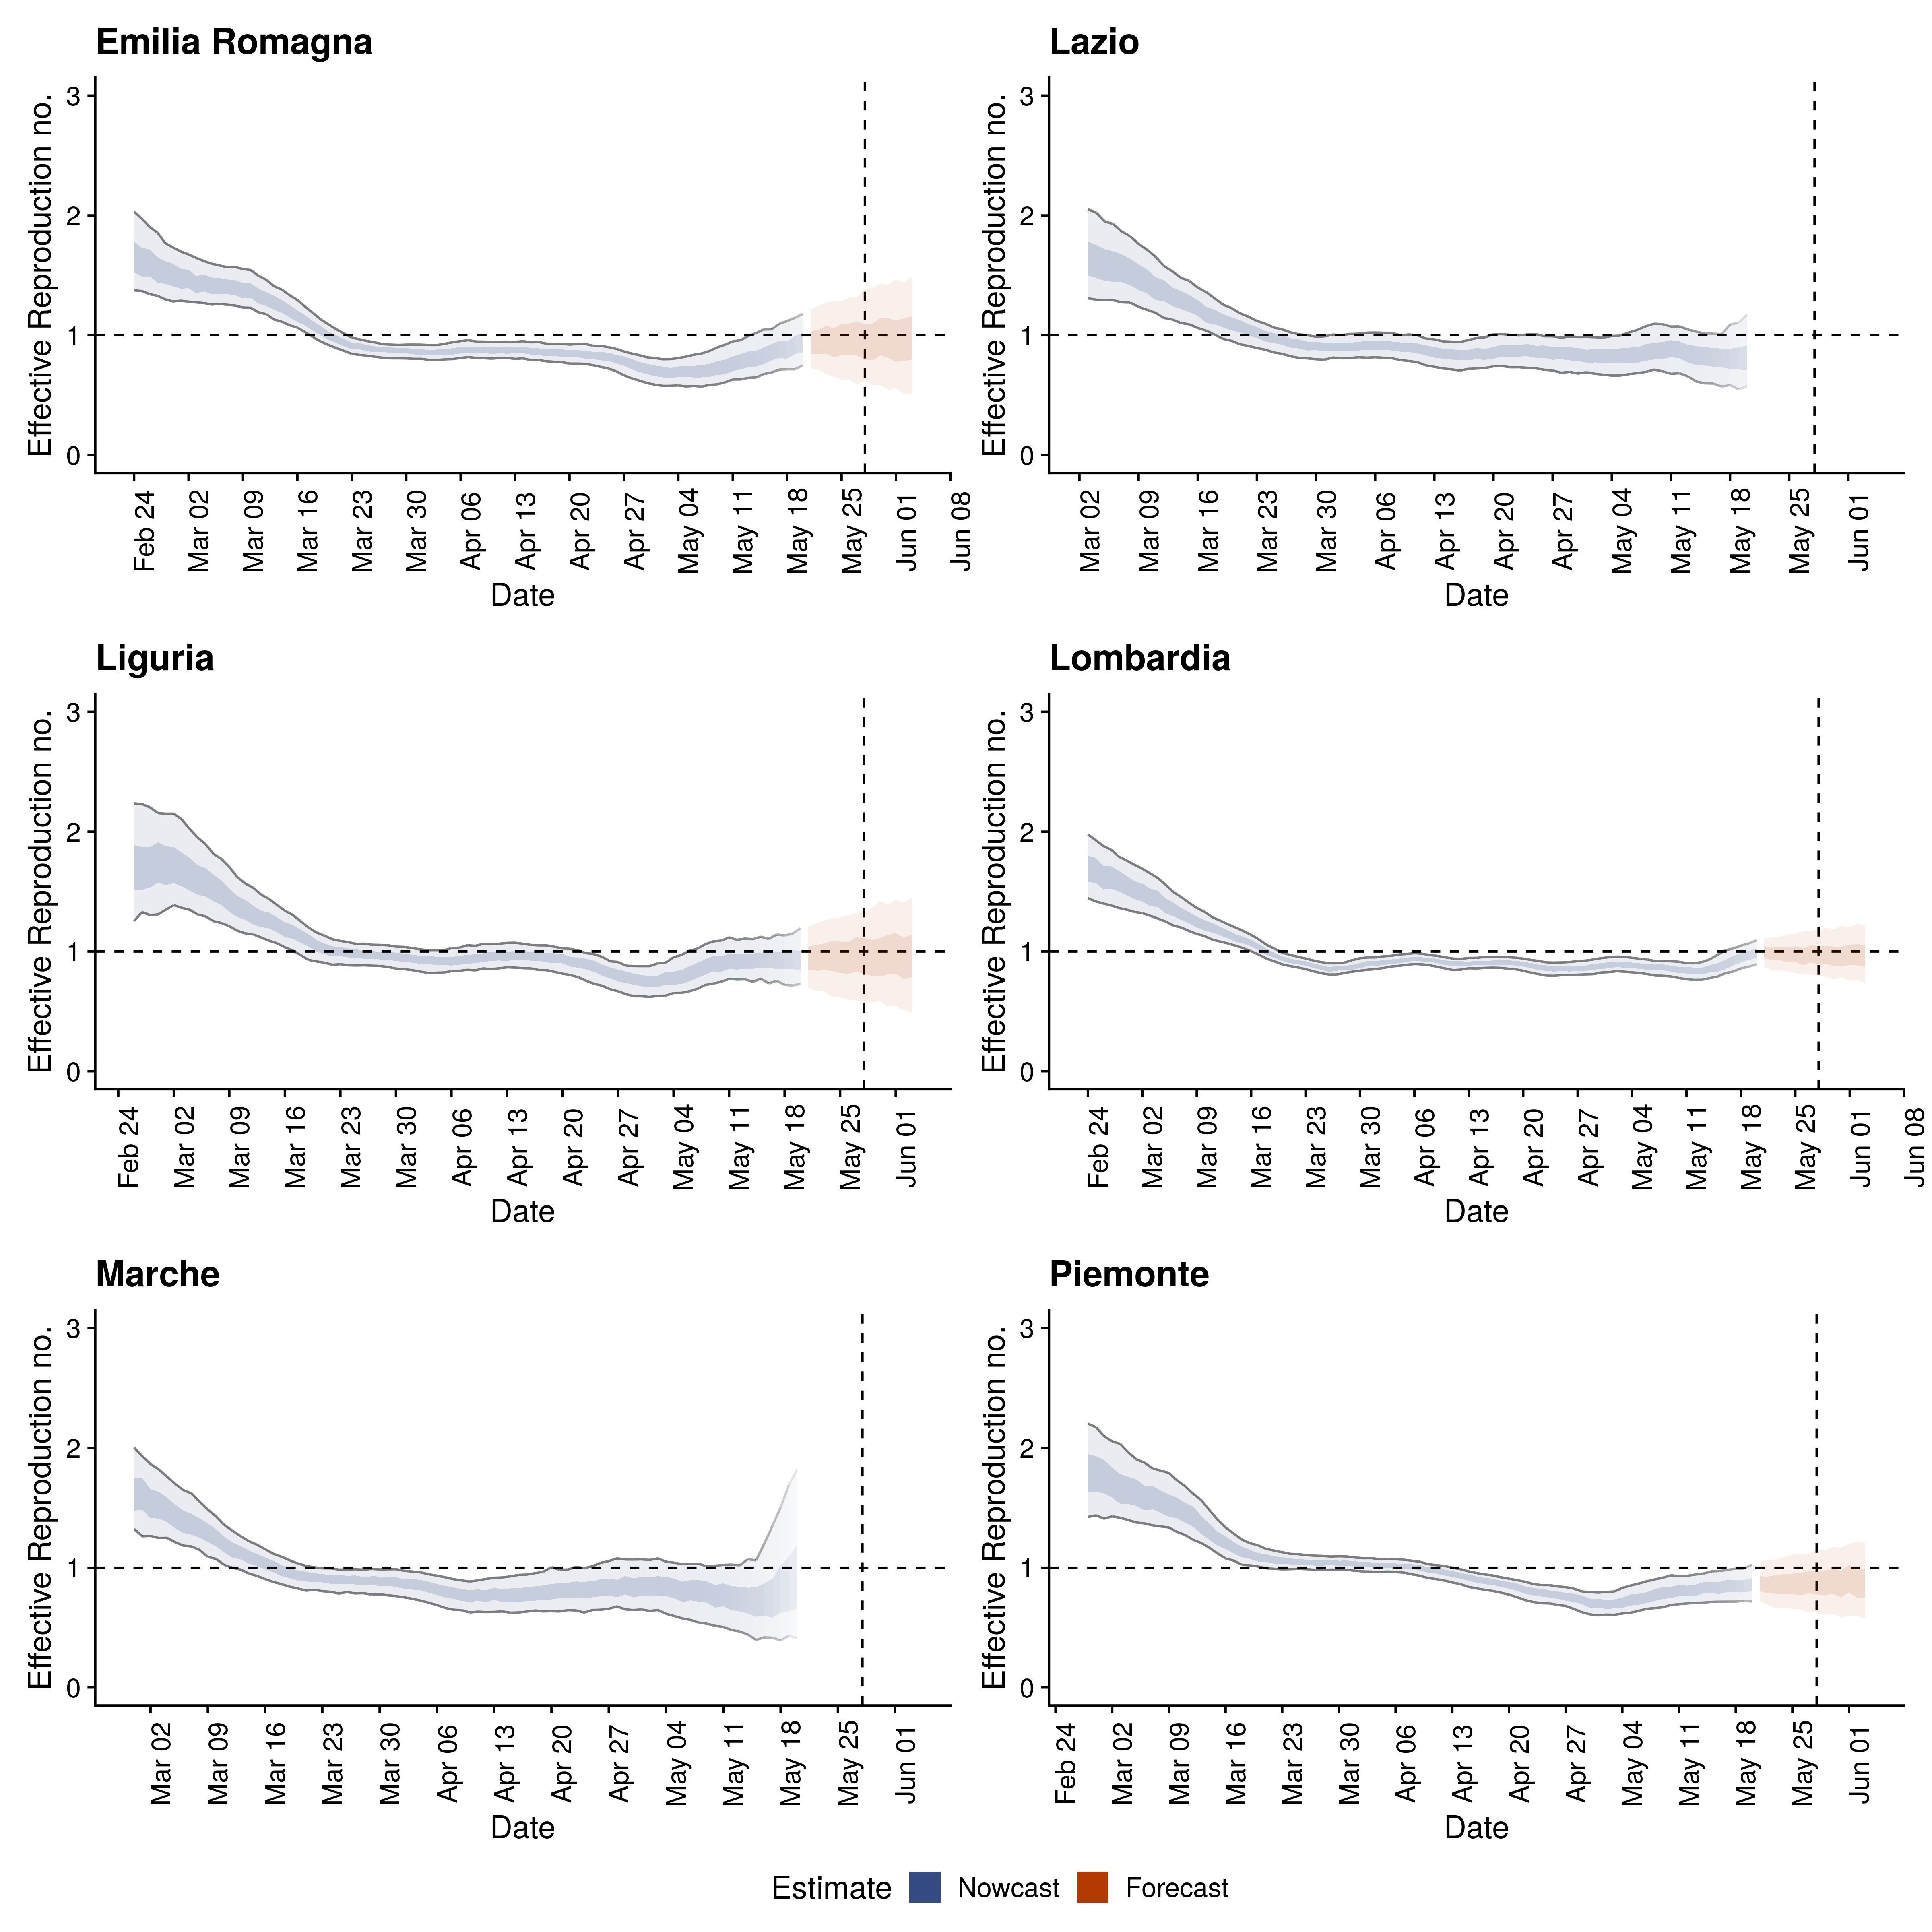 Emilia Romagna
Effective Reproduction no.
3
2
1
0
Feb 24
Mar 02
Mar 09
Mar 16
Mar 23
Mar 30
Apr 06
Apr 13
Apr 20
Apr 27
May 04
May 11
May 18
May 25
Jun 01
Jun 08
Date
Lazio
Effective Reproduction no.
3
2
1
0
Mar 02
Mar 09
Mar 16
Mar 23
Mar 30
Apr 06
Apr 13
Apr 20
Apr 27
May 04
May 11
May 18
May 25
Jun 01
Date
Liguria
Effective Reproduction no.
3
2
1
0
Feb 24
Mar 02
Mar 09
Mar 16
Mar 23
Mar 30
Apr 06
Apr 13
Apr 20
Apr 27
May 04
May 11
May 18
May 25
Jun 01
Date
Lombardia
Effective Reproduction no.
3
2
1
0
Feb 24
Mar 02
Mar 09
Mar 16
Mar 23
Mar 30
Apr 06
Apr 13
Apr 20
Apr 27
May 04
May 11
May 18
May 25
Jun 01
Jun 08
Date
Marche
Effective Reproduction no.
3
2
1
0
Mar 02
Mar 09
Mar 16
Mar 23
Mar 30
Apr 06
Apr 13
Apr 20
Apr 27
May 04
May 11
May 18
May 25
Jun 01
Date
Piemonte
Effective Reproduction no.
3
2
1
0
Feb 24
Mar 02
Mar 09
Mar 16
Mar 23
Mar 30
Apr 06
Apr 13
Apr 20
Apr 27
May 04
May 11
May 18
May 25
Jun 01
Date
Estimate Nowcast Forecast